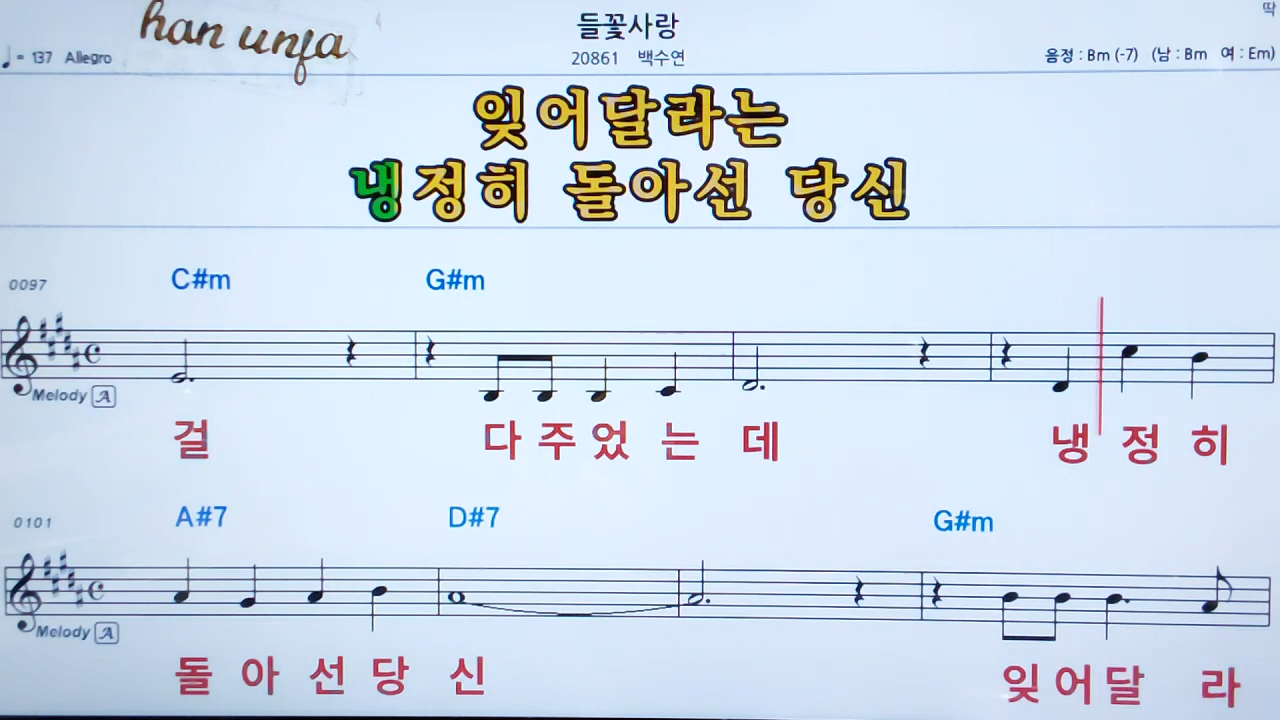 딱
han unja
들꽃사랑
♩= 137 Allegro
20861 백수연
음정 : Bm (-7) (남 : Bm 여 : Em)
잊어달라는
냉정히 돌아선 당신
C#m G#m
0097
Melody A
걸 다 주 었 는 데 냉 정 히
A#7 D#7 G#m
0101
Melody A
돌 아 선 당 신 잊 어 달 라